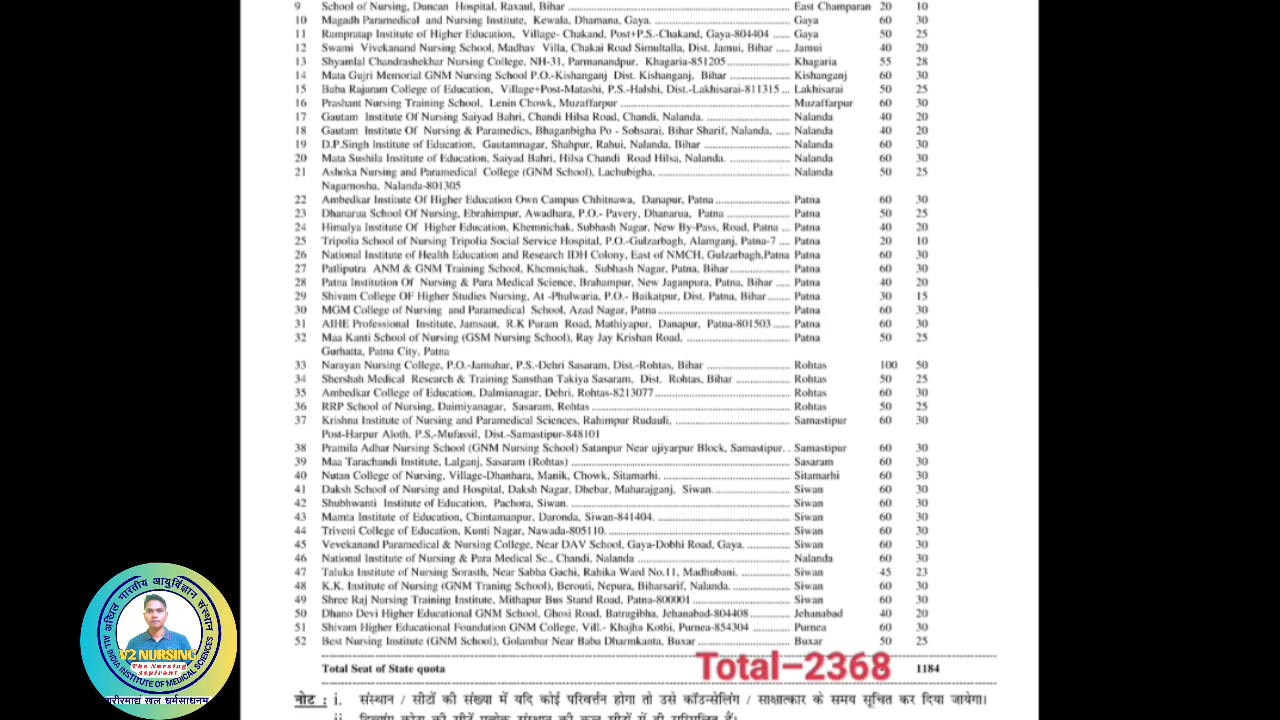 9 School of Nursing, Duncan Hospital, Raxaul, Bihar ........ East Champaran 20 10
10 Magadh Paramedical and Nursing Institute, Kewala, Dhamana, Gaya. ........ Gaya 60 30
11 Rampratap Institute of Higher Education, Village- Chakand, Post+P.S.-Chakand, Gaya-804404 ..... Gaya 50 25
12 Swami Vivekanand Nursing School, Madhav Villa, Chakai Road Simultalla, Dist. Jamui, Bihar ..... Jamui 40 20
13 Shyamlal Chandrashekhar Nursing College, NH-31, Parmanandpur, Khagaria-851205 ........ Khagaria 55 28
14 Mata Gujri Memorial GNM Nursing School P.O.-Kishanganj Dist. Kishanganj, Bihar ........ Kishanganj 60 30
15 Baba Rajaram College of Education, Village+Post-Matashi, P.S.-Halshi, Dist.-Lakhisarai-811315 ... Lakhisarai 50 25
16 Prashant Nursing Training School, Lenin Chowk, Muzaffarpur ........ Muzaffarpur 60 30
17 Gautam Institute Of Nursing Saiyad Bahri, Chandi Hilsa Road, Chandi, Nalanda. ........ Nalanda 40 20
18 Gautam Institute Of Nursing & Paramedics, Bhaganbigha Po - Sohsarai, Bihar Sharif, Nalanda, ..... Nalanda 40 20
19 D.P.Singh Institute of Education, Gautamnagar, Shahpur, Rahui, Nalanda, Bihar ........ Nalanda 60 30
20 Mata Sushila Institute of Education, Saiyad Bahri, Hilsa Chandi Road Hilsa, Nalanda. ........ Nalanda 60 30
21 Ashoka Nursing and Paramedical College (GNM School), Lachubigha, ........ Nalanda 50 25
Nagarnosha, Nalanda-801305
22 Ambedkar Institute Of Higher Education Own Campus Chhitnawa, Danapur, Patna ........ Patna 60 30
23 Dhanarua School Of Nursing, Ebrahimpur, Awadhara, P.O.- Pavery, Dhanarua, Patna ........ Patna 50 25
24 Himalya Institute Of Higher Education, Khemnichak, Subhash Nagar, New By-Pass, Road, Patna ... Patna 40 20
25 Tripolia School of Nursing Tripolia Social Service Hospital, P.O.-Gulzarbagh, Alamganj, Patna-7 .... Patna 20 10
26 National Institute of Health Education and Research IDH Colony, East of NMCH, Gulzarbagh,Patna Patna 60 30
27 Patliputra ANM & GNM Training School, Khemnichak, Subhash Nagar, Patna, Bihar ........ Patna 60 30
28 Patna Institution Of Nursing & Para Medical Science, Brahampur, New Jaganpura, Patna, Bihar ..... Patna 40 20
29 Shivam College OF Higher Studies Nursing, At -Phulwaria, P.O.- Baikatpur, Dist. Patna, Bihar ........ Patna 30 15
30 MGM College of Nursing and Paramedical School, Azad Nagar, Patna ........ Patna 60 30
31 AIHE Professional Institute, Jamsaut, R.K Puram Road, Mathiyapur, Danapur, Patna-801503 ...... Patna 60 30
32 Maa Kanti School of Nursing (GSM Nursing School), Ray Jay Krishan Road, ........ Patna 50 25
Gurhatta, Patna City, Patna
33 Narayan Nursing College, P.O.-Jamuhar, P.S.-Dehri Sasaram, Dist.-Rohtas, Bihar ........ Rohtas 100 50
34 Shershah Medical Research & Training Sansthan Takiya Sasaram, Dist. Rohtas, Bihar ........ Rohtas 50 25
35 Ambedkar College of Education, Dalmianagar, Dehri, Rohtas-8213077 ........ Rohtas 60 30
36 RRP School of Nursing, Daimiyanagar, Sasaram, Rohtas ........ Rohtas 50 25
37 Krishna Institute of Nursing and Paramedical Sciences, Rahimpur Rudauli, ........ Samastipur 60 30
Post-Harpur Aloth, P.S,-Mufassil, Dist.-Samastipur-848101
38 Pramila Adhar Nursing School (GNM Nursing School) Satanpur Near ujiyarpur Block, Samastipur. . Samastipur 60 30
39 Maa Tarachandi Institute, Lalganj, Sasaram (Rohtas) ........ Sasaram 60 30
40 Nutan College of Nursing, Village-Dhanhara, Manik, Chowk, Sitamarhi. ........ Sitamarhi 60 30
41 Daksh School of Nursing and Hospital, Daksh Nagar, Dhebar, Maharajganj, Siwan. ........ Siwan 60 30
42 Shubhwanti Institute of Education, Pachora, Siwan. ........ Siwan 60 30
43 Mamta Institute of Education, Chintamanpur, Daronda, Siwan-841404. ........ Siwan 60 30
44 Triveni College of Education, Kunti Nagar, Nawada-805110. ........ Siwan 60 30
45 Vevekanand Paramedical & Nursing College, Near DAV School, Gaya-Dobhi Road, Gaya. ........ Siwan 60 30
46 National Institute of Nursing & Para Medical Sc., Chandi, Nalanda ........ Nalanda 60 30
47 Taluka Institute of Nursing Sorasth, Near Sabha Gachi, Rahika Ward No.11, Madhubani. ........ Siwan 45 23
48 K.K. Institute of Nursing (GNM Traning School), Berouti, Nepura, Biharsarif, Nalanda. ........ Siwan 60 30
49 Shree Raj Nursing Training Institute, Mithapur Bus Stand Road, Patna-800001 ........ Siwan 60 30
50 Dhano Devi Higher Educational GNM School, Ghosi Road, Batragibha, Jehanabad-804408 ........ Jehanabad 40 20
51 Shivam Higher Educational Foundation GNM College, Vill.- Khajha Kothi, Purnea-854304 ........ Purnea 60 30
52 Best Nursing Institute (GNM School), Golambar Near Baba Dharmkanta, Buxar ........ Buxar 50 25
Total Seat of State quota Total-2368 1184
नोट : i. संस्थान / सीटों की संख्या में यदि कोई परिवर्त्तन होगा तो उसे कॉउन्सेलिंग / साक्षात्कार के समय सूचित कर दिया जायेगा।
अखिल भारतीय आयुर्विज्ञान संस्थान
ALL INDIA INSTITUTE OF MEDICAL SCIENCES
D2 NURSING
The Nursing
aspirant